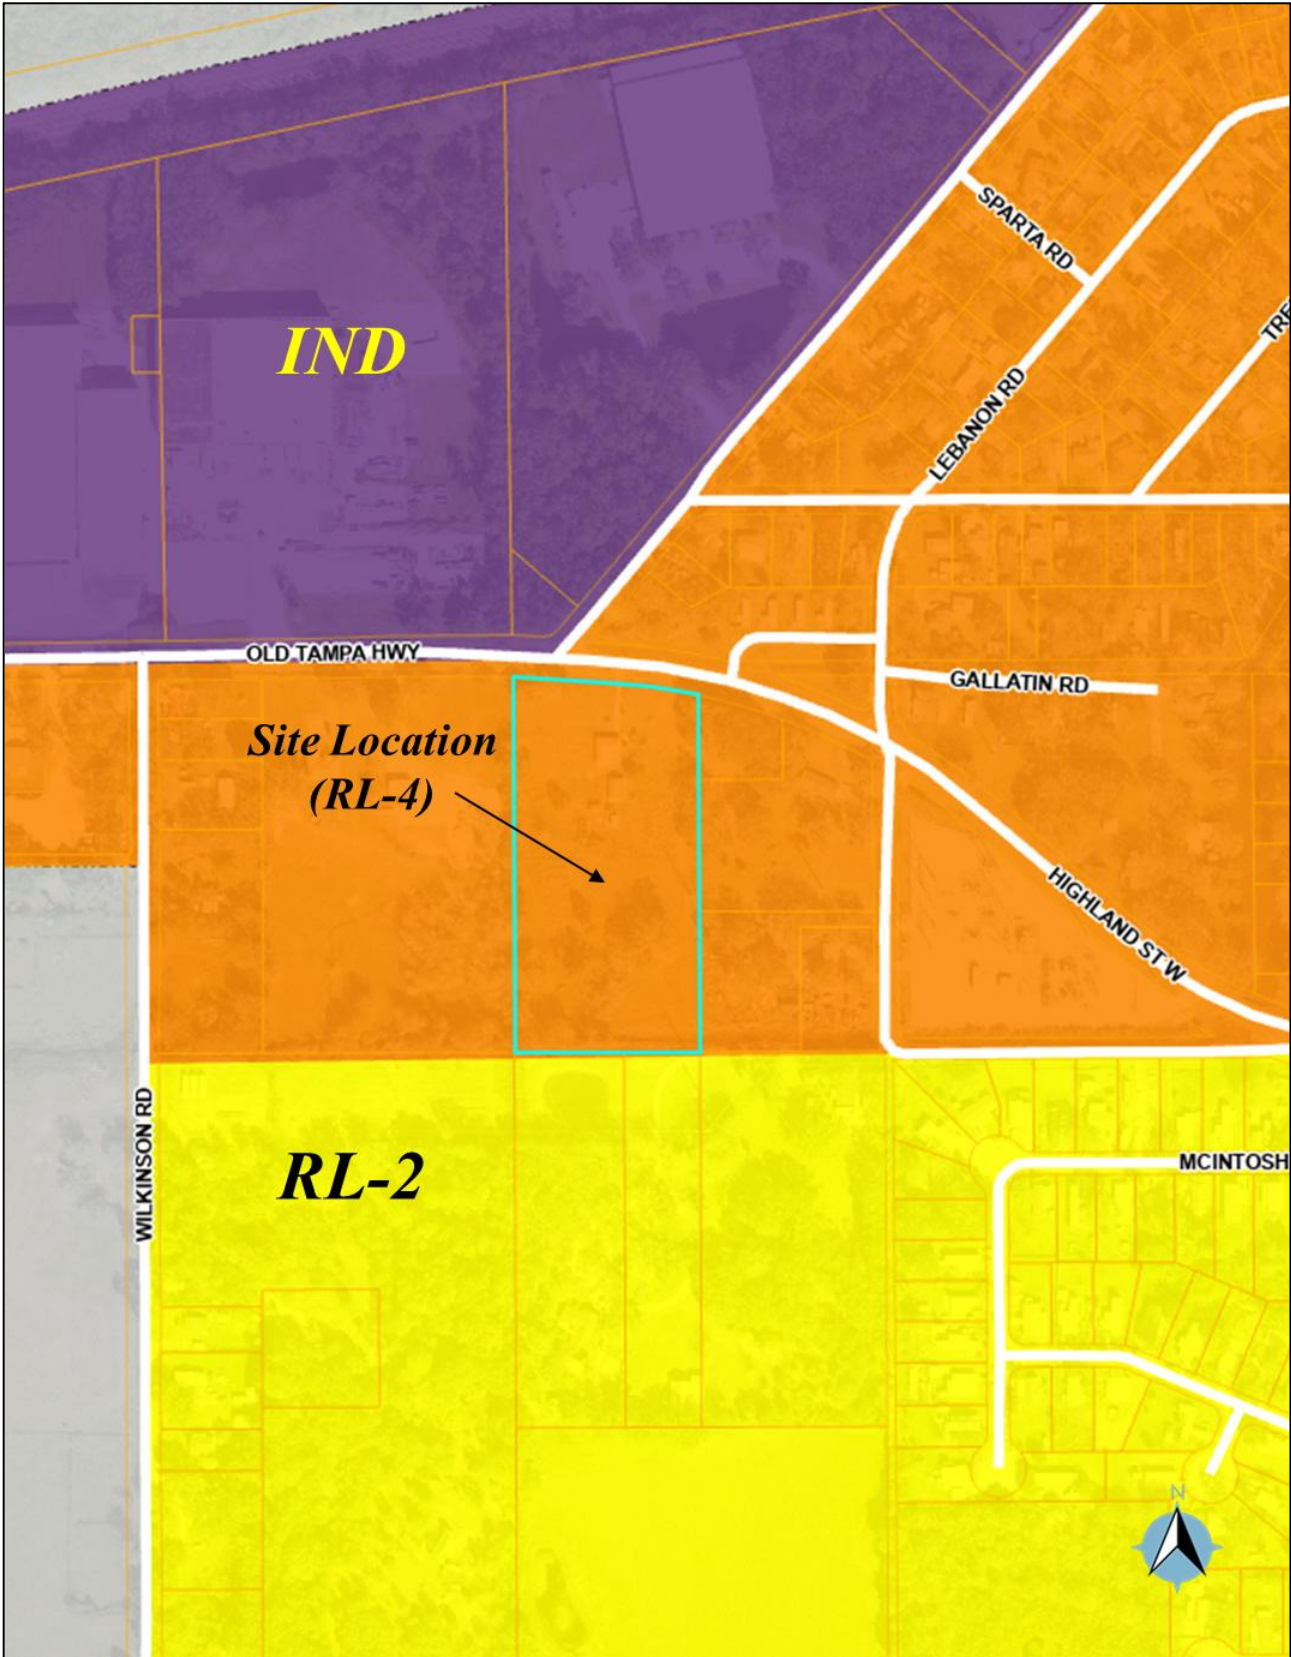 SPARTA RD
TRE
IND
LEBANON RD
OLD TAMPA HWY
GALLATIN RD
Site Location
(RL-4)
HIGHLAND ST W
WILKINSON RD
RL-2
MCINTOSH
N